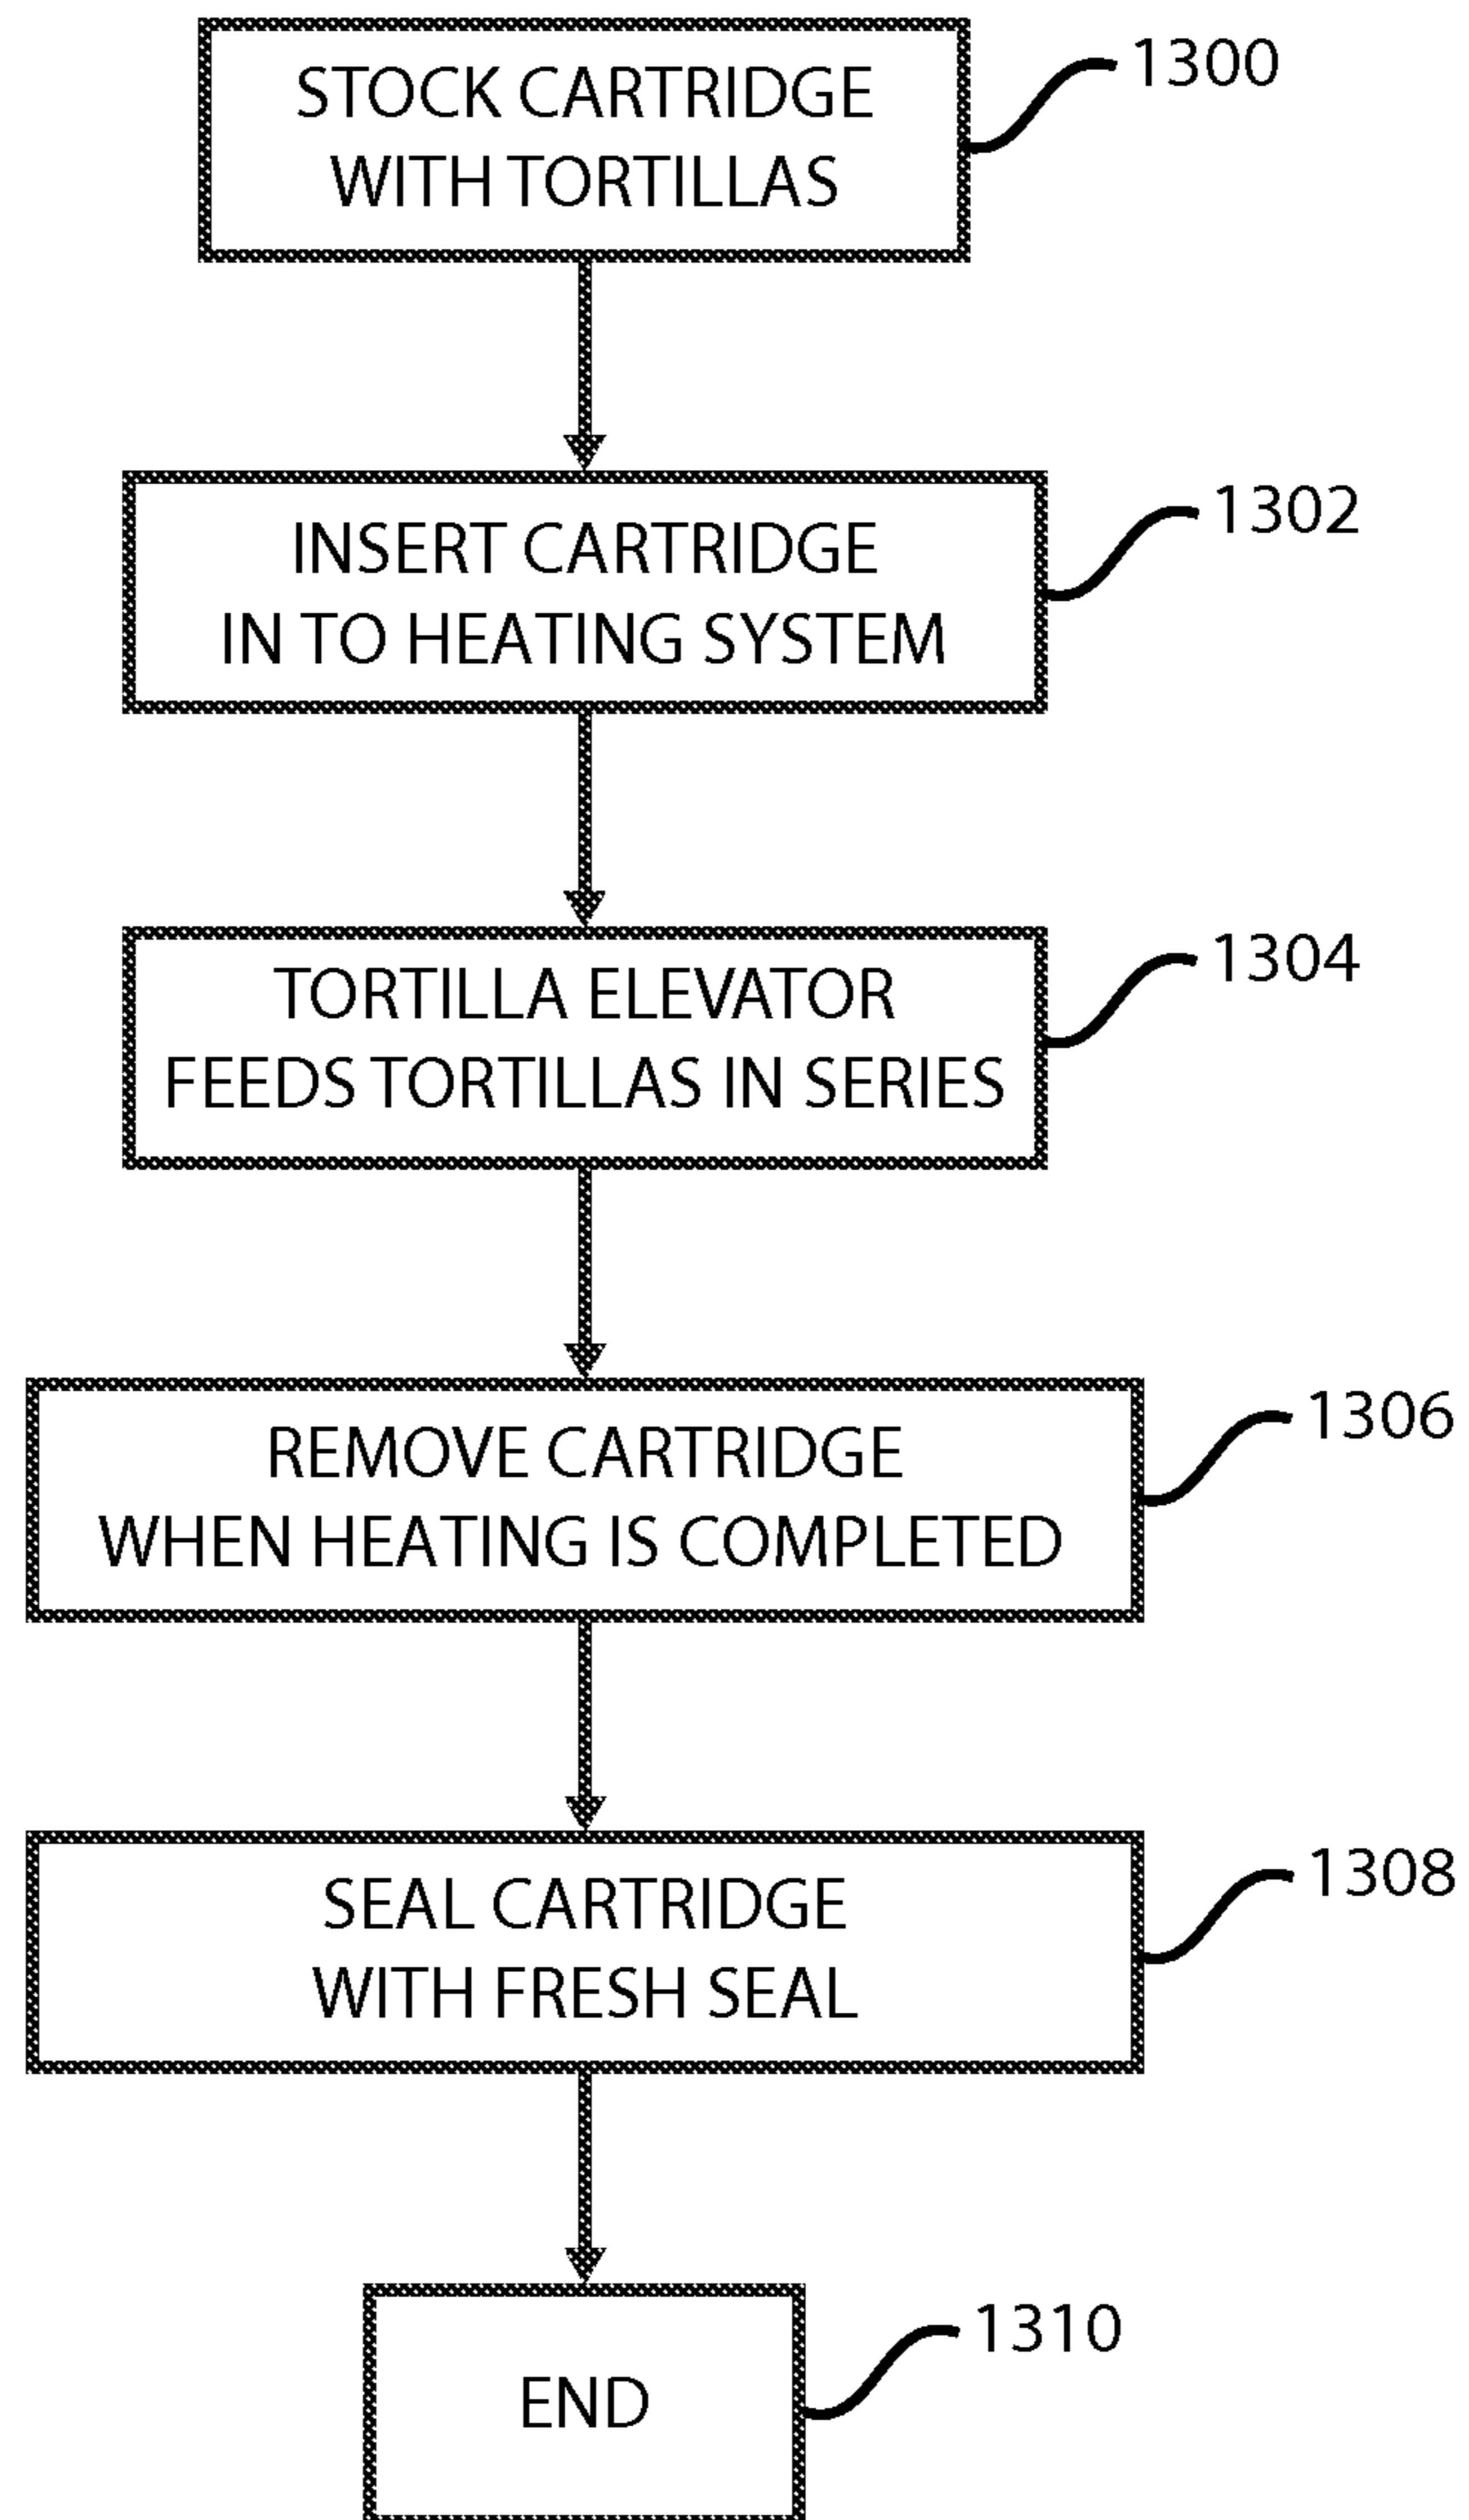 STOCK CARTRIDGE
WITH TORTILLAS
1300
INSERT CARTRIDGE
IN TO HEATING SYSTEM
1302
TORTILLA ELEVATOR
FEEDS TORTILLAS IN SERIES
1304
REMOVE CARTRIDGE
WHEN HEATING IS COMPLETED
1306
SEAL CARTRIDGE
WITH FRESH SEAL
1308
END
1310